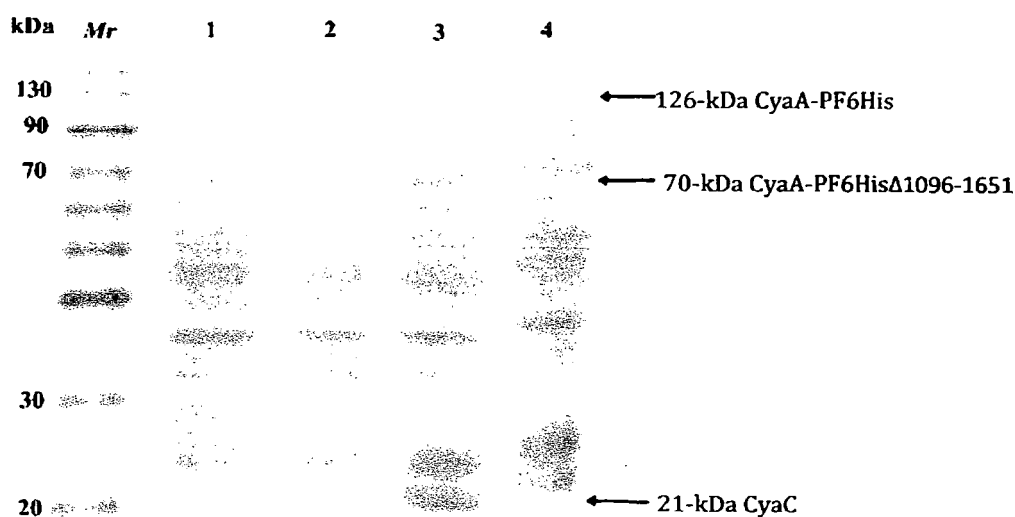 kDa Mr 1 2 3 4
130
126-kDa CyaA-PF6His
90
70
70-kDa CyaA-PF6HisΔ1096-1651
30
21-kDa CyaC
20